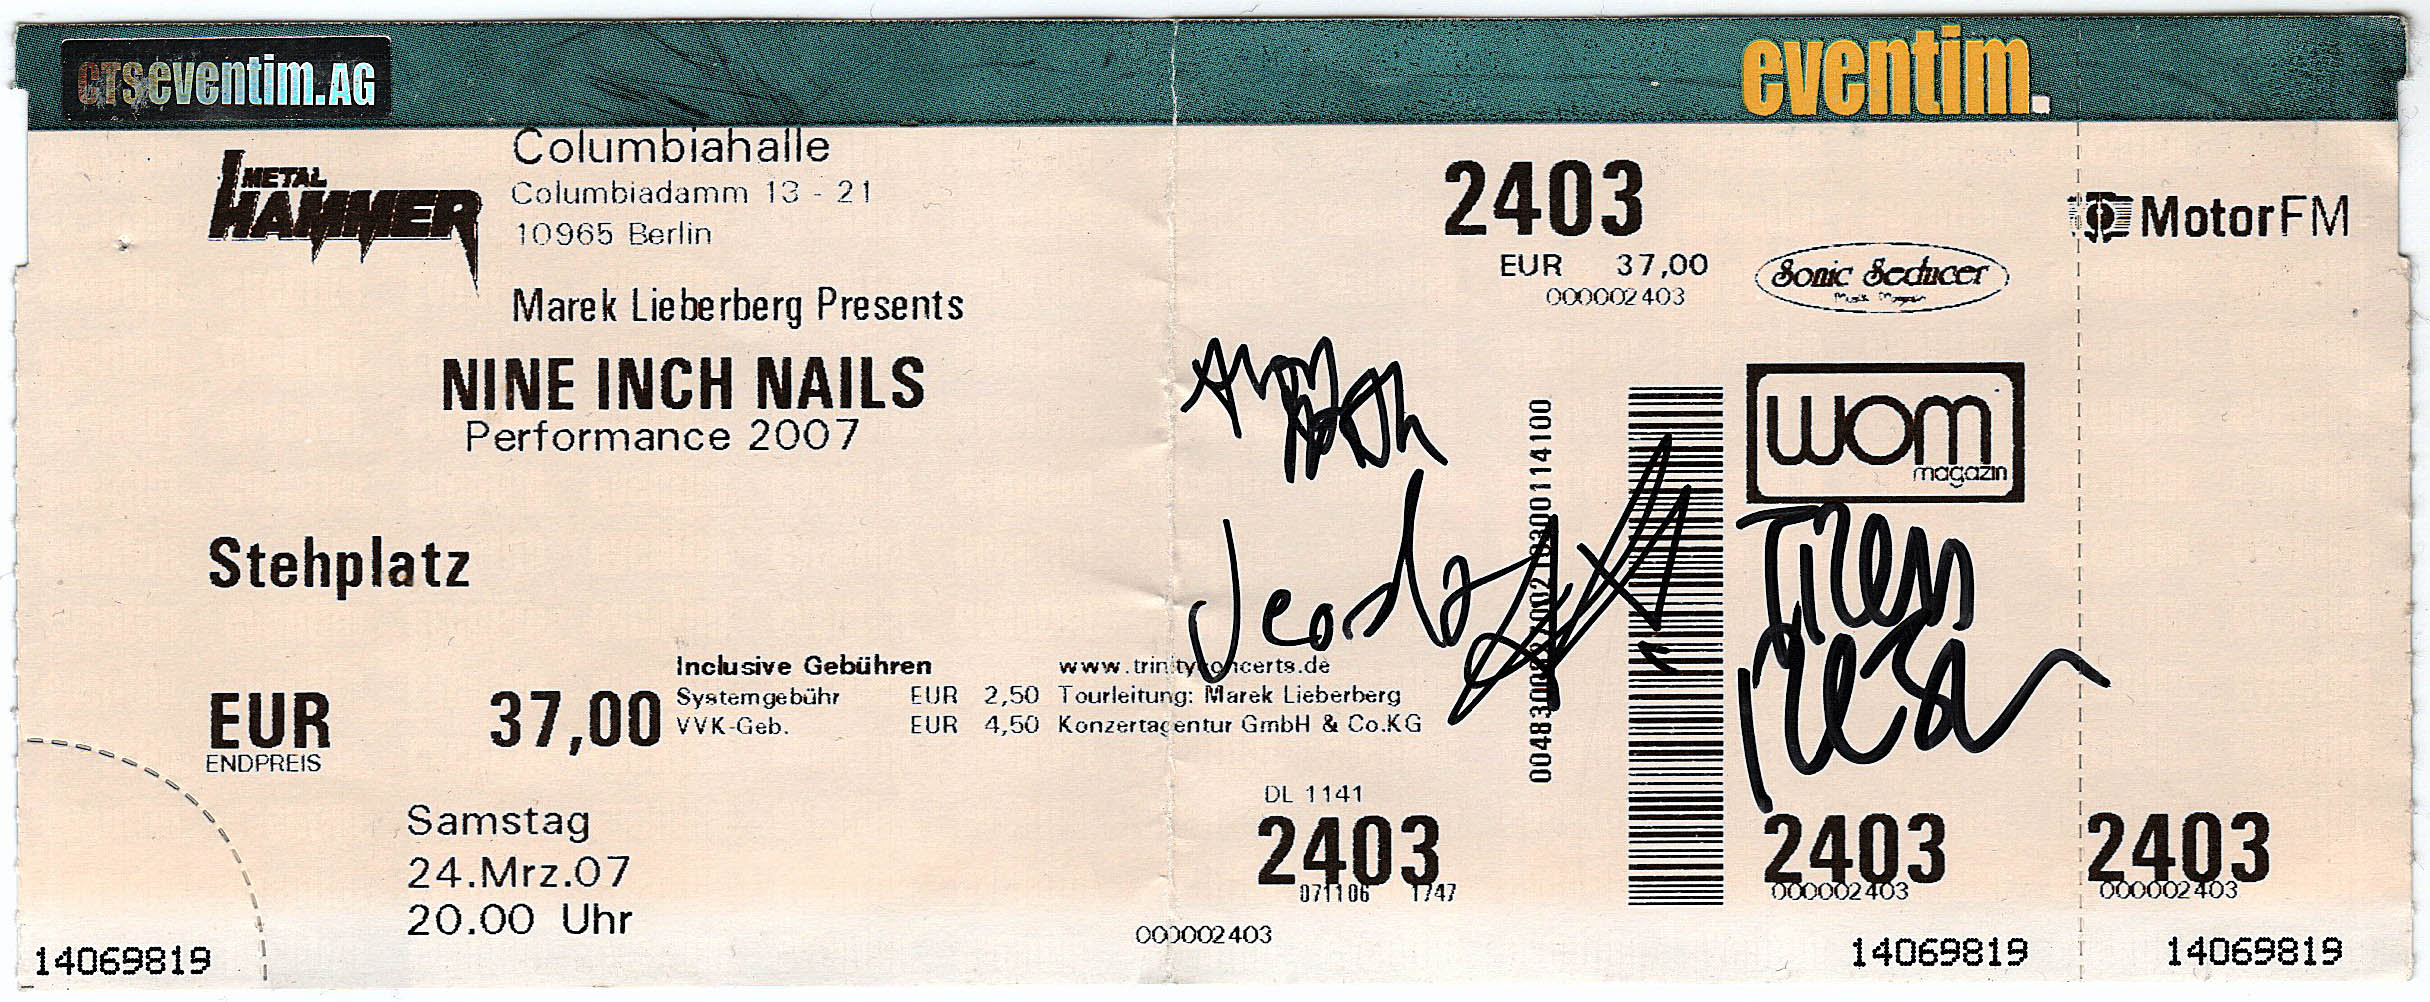 CTSeventim.AG
eventim.
METAL
HAMMER
Columbiahalle
Columbiadamm 13 - 21
10965 Berlin
Marek Lieberberg Presents
NINE INCH NAILS
Performance 2007
Stehplatz
EUR 37,00
ENDPREIS
Inclusive Gebühren
Systemgebühr EUR 2,50
VVK-Geb. EUR 4,50
www.trinityconcerts.de
Tourleitung: Marek Lieberberg
Konzertagentur GmbH & Co.KG
Samstag
24.Mrz.07
20.00 Uhr
14069819
2403
EUR 37,00
000002403
Sonic Seducer
Musik Magazin
MotorFM
wom
magazin
DL 1141
2403
071106 1747
000002403
2403
000002403
14069819
2403
000002403
14069819